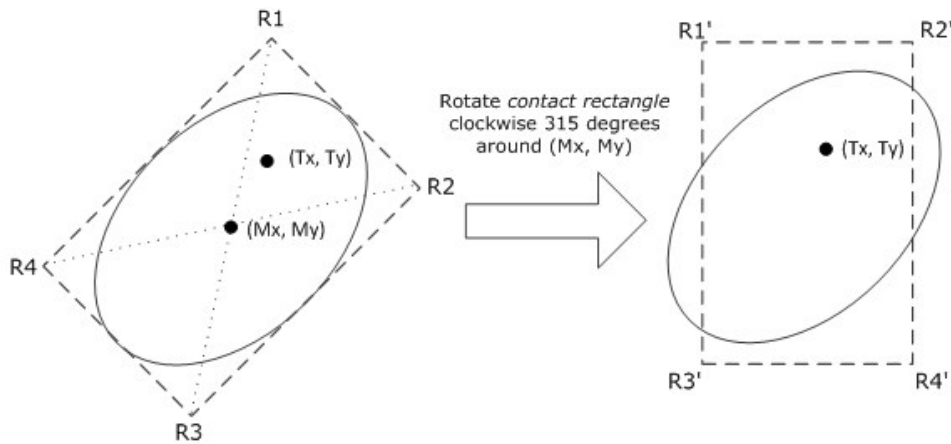 R1
(Tx, Ty)
R2
(Mx, My)
R4
R3
Rotate contact rectangle
clockwise 315 degrees
around (Mx, My)
R1'
R2'
(Tx, Ty)
R3'
R4'